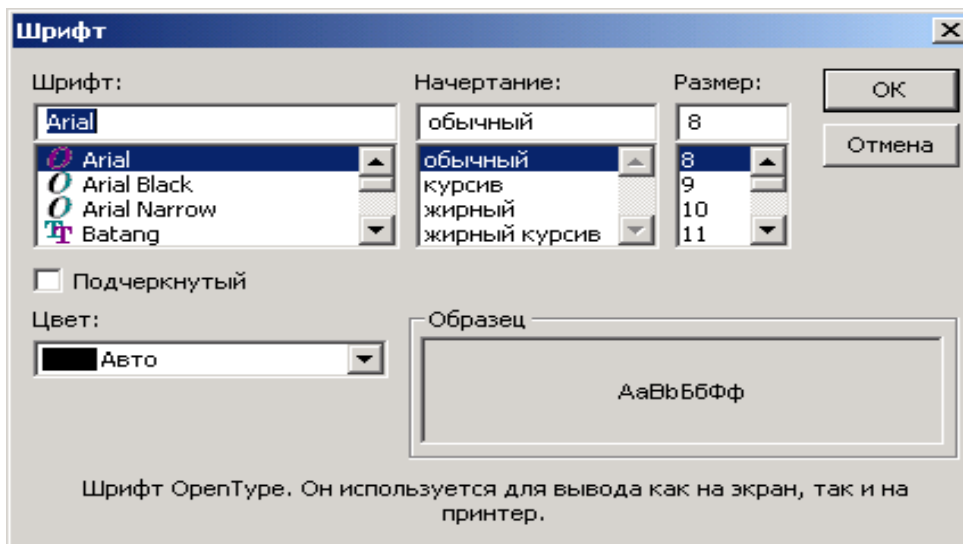 Шрифт
Шрифт: Начертание: Размер:
Arial обычный 8 ОК
Arial обычный 8 Отмена
Arial Black курсив 9
Arial Narrow жирный 10
Batang жирный курсив 11
Подчеркнутый
Цвет: Образец
Авто
АаВbБбФф
Шрифт OpenType. Он используется для вывода как на экран, так и на
принтер.